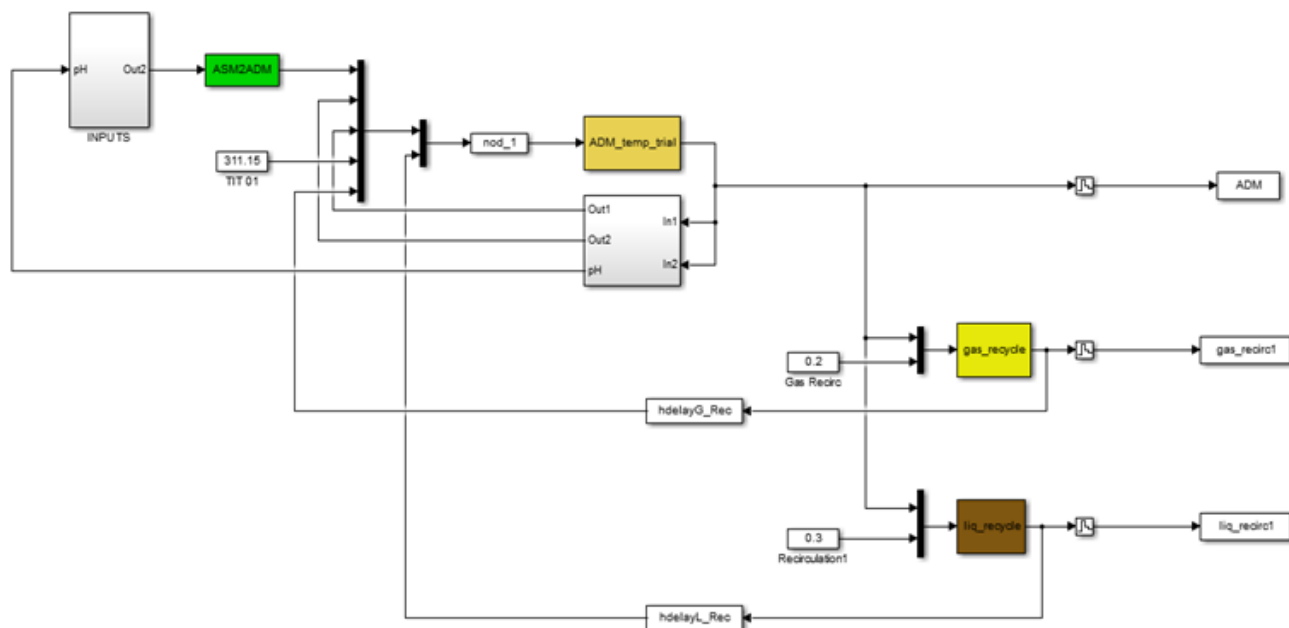 pH
Out2
INPUTS
ASM2ADM
311.15
TIT 01
nod_1
ADM_temp_trial
Out1
Out2
pH
In1
In2
ADM
0.2
Gas Recirc
gas_recycle
gas_recirc1
hdelayG_Rec
0.3
Recirculation1
liq_recycle
liq_recirc1
hdelayL_Rec